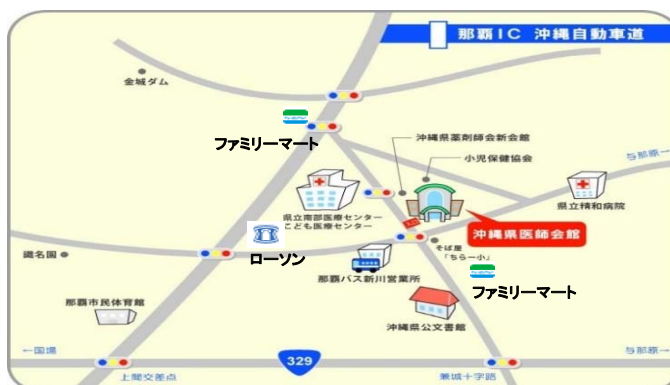 那覇IC 沖縄自動車道
金城ダム
ファミリーマート
沖縄県薬剤師会新会館
小児保健協会
与那原→
県立精和病院
県立南部医療センター
こども医療センター
沖縄県医師会館
識名園
ローソン
そば屋
「ちらー小」
那覇バス新川営業所
ファミリーマート
那覇市民体育館
沖縄県公文書館
←国場
329
与那原→
上間交差点
兼城十字路